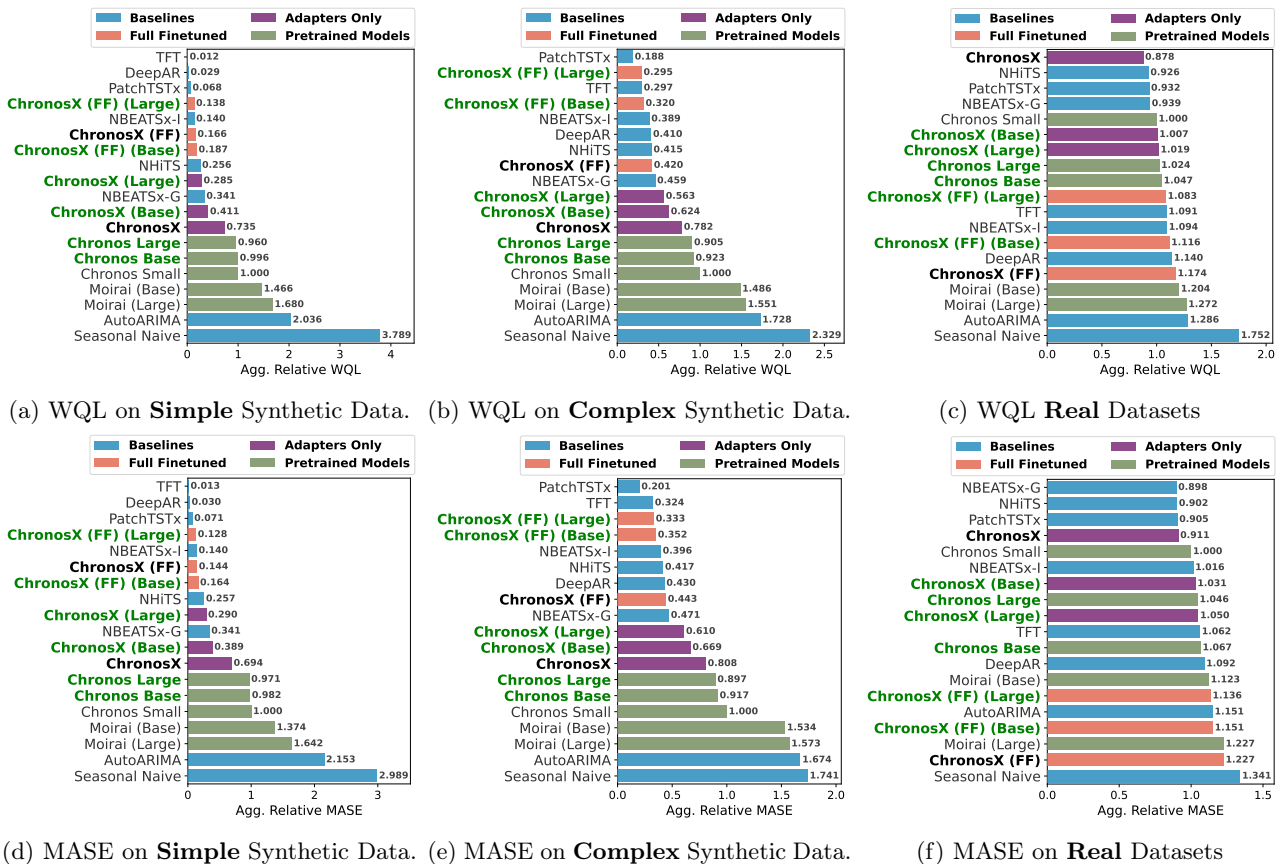 Baselines
Full Finetuned
Adapters Only
Pretrained Models
TFT 0.012
DeepAR 0.029
PatchTSTx 0.068
ChronosX (FF) (Large) 0.138
NBEATSx-I 0.140
ChronosX (FF) 0.166
ChronosX (FF) (Base) 0.187
NHiTS 0.256
ChronosX (Large) 0.285
NBEATSx-G 0.341
ChronosX (Base) 0.411
ChronosX 0.735
Chronos Large 0.960
Chronos Base 0.996
Chronos Small 1.000
Moirai (Base) 1.466
Moirai (Large) 1.680
AutoARIMA 2.036
Seasonal Naive 3.789
0 1 2 3 4
Agg. Relative WQL
(a) WQL on Simple Synthetic Data.
Baselines
Full Finetuned
Adapters Only
Pretrained Models
PatchTSTx 0.188
ChronosX (FF) (Large) 0.295
TFT 0.297
ChronosX (FF) (Base) 0.320
NBEATSx-I 0.389
DeepAR 0.410
NHiTS 0.415
ChronosX (FF) 0.420
NBEATSx-G 0.459
ChronosX (Large) 0.563
ChronosX (Base) 0.624
ChronosX 0.782
Chronos Large 0.905
Chronos Base 0.923
Chronos Small 1.000
Moirai (Base) 1.486
Moirai (Large) 1.551
AutoARIMA 1.728
Seasonal Naive 2.329
0.0 0.5 1.0 1.5 2.0 2.5
Agg. Relative WQL
(b) WQL on Complex Synthetic Data.
Baselines
Full Finetuned
Adapters Only
Pretrained Models
ChronosX 0.878
NHiTS 0.926
PatchTSTx 0.932
NBEATSx-G 0.939
Chronos Small 1.000
ChronosX (Base) 1.007
ChronosX (Large) 1.019
Chronos Large 1.024
Chronos Base 1.047
ChronosX (FF) (Large) 1.083
TFT 1.091
NBEATSx-I 1.094
ChronosX (FF) (Base) 1.116
DeepAR 1.140
ChronosX (FF) 1.174
Moirai (Base) 1.204
Moirai (Large) 1.272
AutoARIMA 1.286
Seasonal Naive 1.752
0.0 0.5 1.0 1.5 2.0
Agg. Relative WQL
(c) WQL Real Datasets
Baselines
Full Finetuned
Adapters Only
Pretrained Models
TFT 0.013
DeepAR 0.030
PatchTSTx 0.071
ChronosX (FF) (Large) 0.128
NBEATSx-I 0.140
ChronosX (FF) 0.144
ChronosX (FF) (Base) 0.164
NHiTS 0.257
ChronosX (Large) 0.290
NBEATSx-G 0.341
ChronosX (Base) 0.389
ChronosX 0.694
Chronos Large 0.971
Chronos Base 0.982
Chronos Small 1.000
Moirai (Base) 1.374
Moirai (Large) 1.642
AutoARIMA 2.153
Seasonal Naive 2.989
0 1 2 3
Agg. Relative MASE
(d) MASE on Simple Synthetic Data.
Baselines
Full Finetuned
Adapters Only
Pretrained Models
PatchTSTx 0.201
TFT 0.324
ChronosX (FF) (Large) 0.333
ChronosX (FF) (Base) 0.352
NBEATSx-I 0.396
NHiTS 0.417
DeepAR 0.430
ChronosX (FF) 0.443
NBEATSx-G 0.471
ChronosX (Large) 0.610
ChronosX (Base) 0.669
ChronosX 0.808
Chronos Large 0.897
Chronos Base 0.917
Chronos Small 1.000
Moirai (Base) 1.534
Moirai (Large) 1.573
AutoARIMA 1.674
Seasonal Naive 1.741
0.0 0.5 1.0 1.5 2.0
Agg. Relative MASE
(e) MASE on Complex Synthetic Data.
Baselines
Full Finetuned
Adapters Only
Pretrained Models
NBEATSx-G 0.898
NHiTS 0.902
PatchTSTx 0.905
ChronosX 0.911
Chronos Small 1.000
NBEATSx-I 1.016
ChronosX (Base) 1.031
Chronos Large 1.046
ChronosX (Large) 1.050
TFT 1.062
Chronos Base 1.067
DeepAR 1.092
Moirai (Base) 1.123
ChronosX (FF) (Large) 1.136
AutoARIMA 1.151
ChronosX (FF) (Base) 1.151
Moirai (Large) 1.227
ChronosX (FF) 1.227
Seasonal Naive 1.341
0.0 0.5 1.0 1.5
Agg. Relative MASE
(f) MASE on Real Datasets